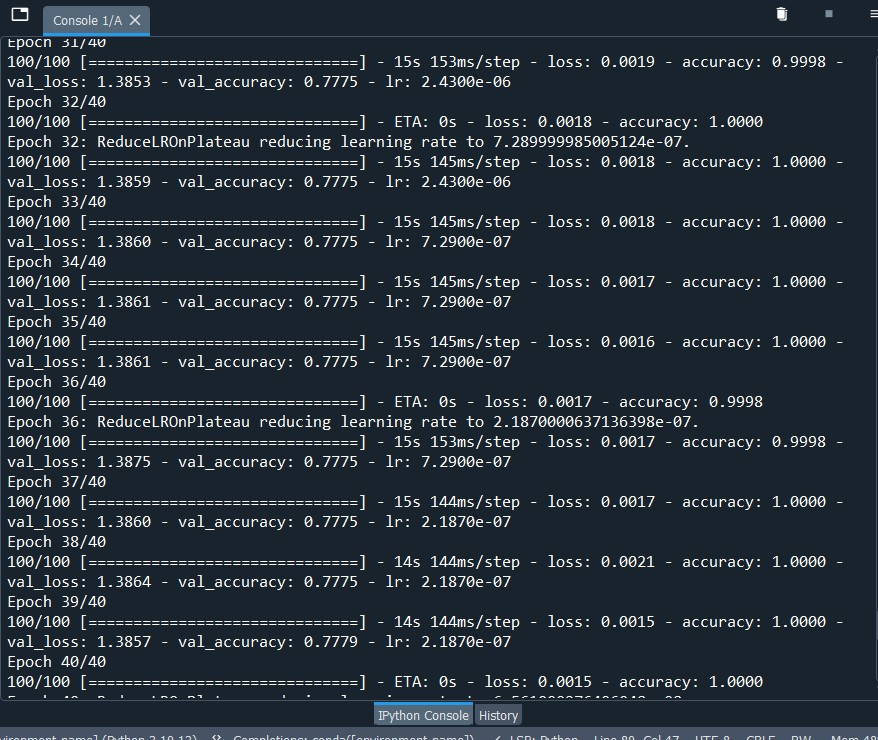 Console 1/A
Epoch 31/40
100/100 [==============================] - 15s 153ms/step - loss: 0.0019 - accuracy: 0.9998 -
val_loss: 1.3853 - val_accuracy: 0.7775 - lr: 2.4300e-06
Epoch 32/40
100/100 [==============================] - ETA: 0s - loss: 0.0018 - accuracy: 1.0000
Epoch 32: ReduceLROnPlateau reducing learning rate to 7.289999985005124e-07.
100/100 [==============================] - 15s 145ms/step - loss: 0.0018 - accuracy: 1.0000 -
val_loss: 1.3859 - val_accuracy: 0.7775 - lr: 2.4300e-06
Epoch 33/40
100/100 [==============================] - 15s 145ms/step - loss: 0.0018 - accuracy: 1.0000 -
val_loss: 1.3860 - val_accuracy: 0.7775 - lr: 7.2900e-07
Epoch 34/40
100/100 [==============================] - 15s 145ms/step - loss: 0.0017 - accuracy: 1.0000 -
val_loss: 1.3861 - val_accuracy: 0.7775 - lr: 7.2900e-07
Epoch 35/40
100/100 [==============================] - 15s 145ms/step - loss: 0.0016 - accuracy: 1.0000 -
val_loss: 1.3861 - val_accuracy: 0.7775 - lr: 7.2900e-07
Epoch 36/40
100/100 [==============================] - ETA: 0s - loss: 0.0017 - accuracy: 0.9998
Epoch 36: ReduceLROnPlateau reducing learning rate to 2.1870000637136398e-07.
100/100 [==============================] - 15s 153ms/step - loss: 0.0017 - accuracy: 0.9998 -
val_loss: 1.3875 - val_accuracy: 0.7775 - lr: 7.2900e-07
Epoch 37/40
100/100 [==============================] - 15s 144ms/step - loss: 0.0017 - accuracy: 1.0000 -
val_loss: 1.3860 - val_accuracy: 0.7775 - lr: 2.1870e-07
Epoch 38/40
100/100 [==============================] - 14s 144ms/step - loss: 0.0021 - accuracy: 1.0000 -
val_loss: 1.3864 - val_accuracy: 0.7775 - lr: 2.1870e-07
Epoch 39/40
100/100 [==============================] - 14s 144ms/step - loss: 0.0015 - accuracy: 1.0000 -
val_loss: 1.3857 - val_accuracy: 0.7779 - lr: 2.1870e-07
Epoch 40/40
100/100 [==============================] - ETA: 0s - loss: 0.0015 - accuracy: 1.0000
Epoch 40: ReduceLROnPlateau reducing learning rate to
IPython Console History
Completions: conda([environment-name]) LSP: Python Line 80, Col 47 UTF-8 CRLF RW Mem